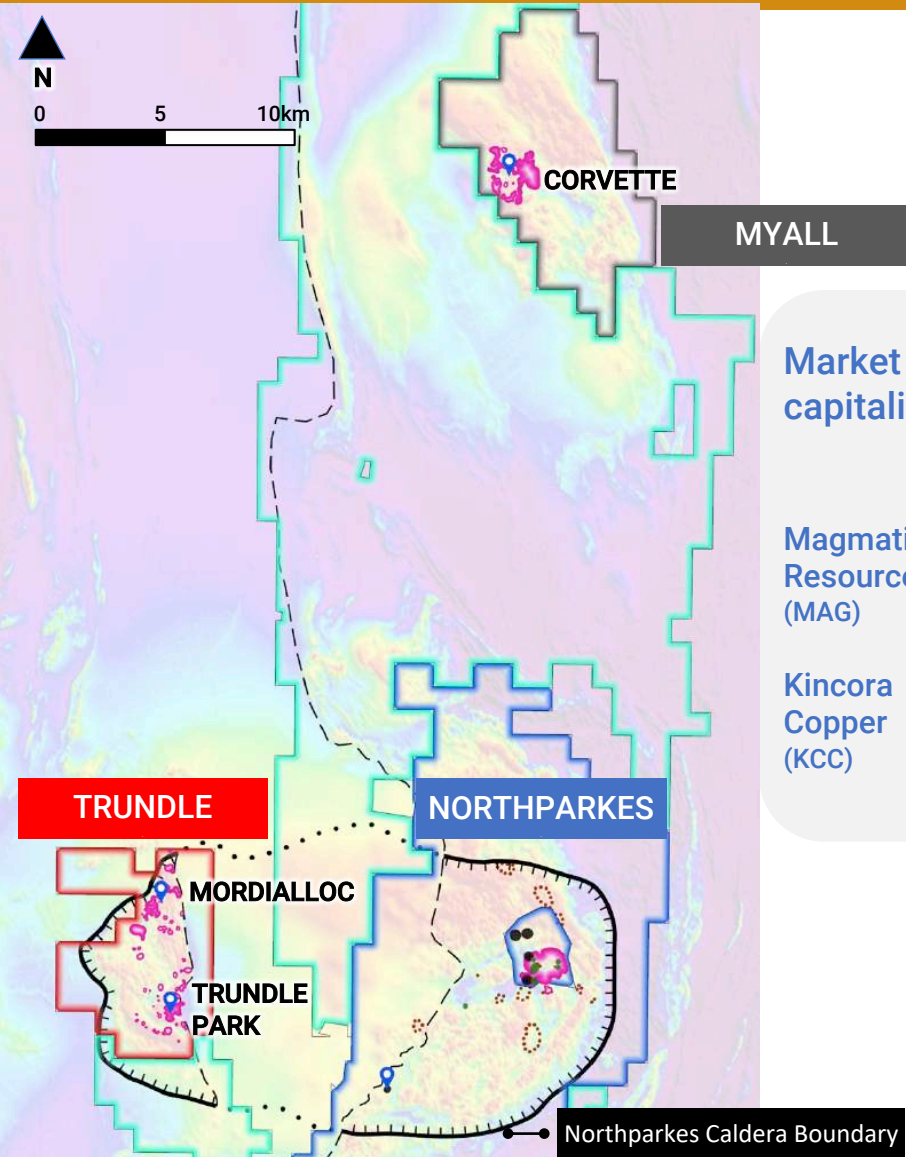 N
0 5 10km
CORVETTE
MYALL
Market
capitali
Magmati
Resource
(MAG)
Kincora
Copper
(KCC)
TRUNDLE
NORTHPARKES
MORDIALLOC
TRUNDLE
PARK
Northparkes Caldera Boundary